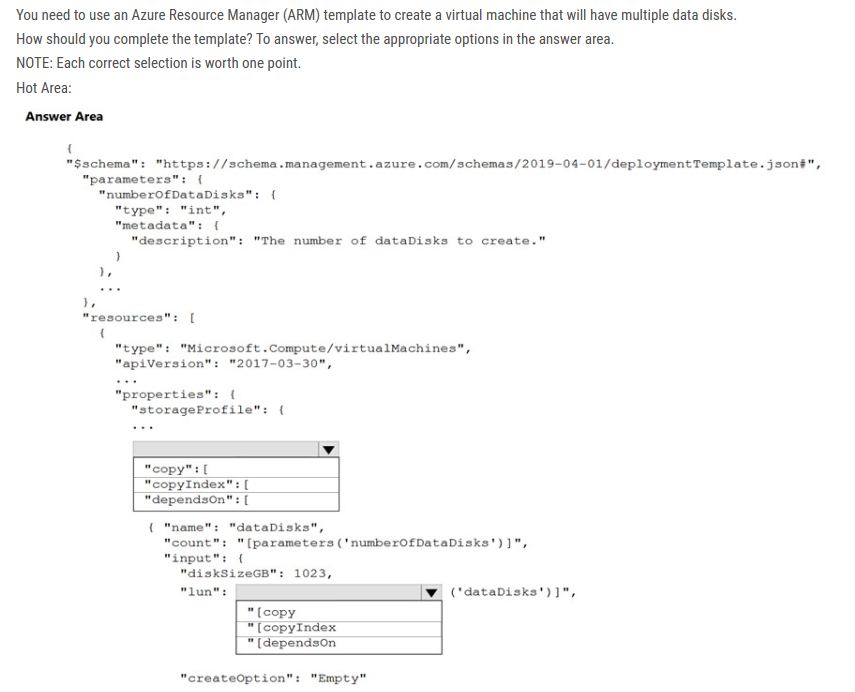 You need to use an Azure Resource Manager (ARM) template to create a virtual machine that will have multiple data disks.
How should you complete the template? To answer, select the appropriate options in the answer area.
NOTE: Each correct selection is worth one point.
Hot Area:
Answer Area
{
"$schema": "https://schema.management.azure.com/schemas/2019-04-01/deploymentTemplate.json#",
"parameters": {
"numberOfDataDisks": {
"type": "int",
"metadata": {
"description": "The number of dataDisks to create."
}
},
...
},
"resources": [
{
"type": "Microsoft.Compute/virtualMachines",
"apiVersion": "2017-03-30",
...
"properties": {
"storageProfile": {
...
"copy":[
"copyIndex":[
"dependsOn":[
{ "name": "dataDisks",
"count": "[parameters('numberOfDataDisks')]",
"input": {
"diskSizeGB": 1023,
"lun": ('dataDisks')]",
"[copy
"[copyIndex
"[dependsOn
"createOption": "Empty"